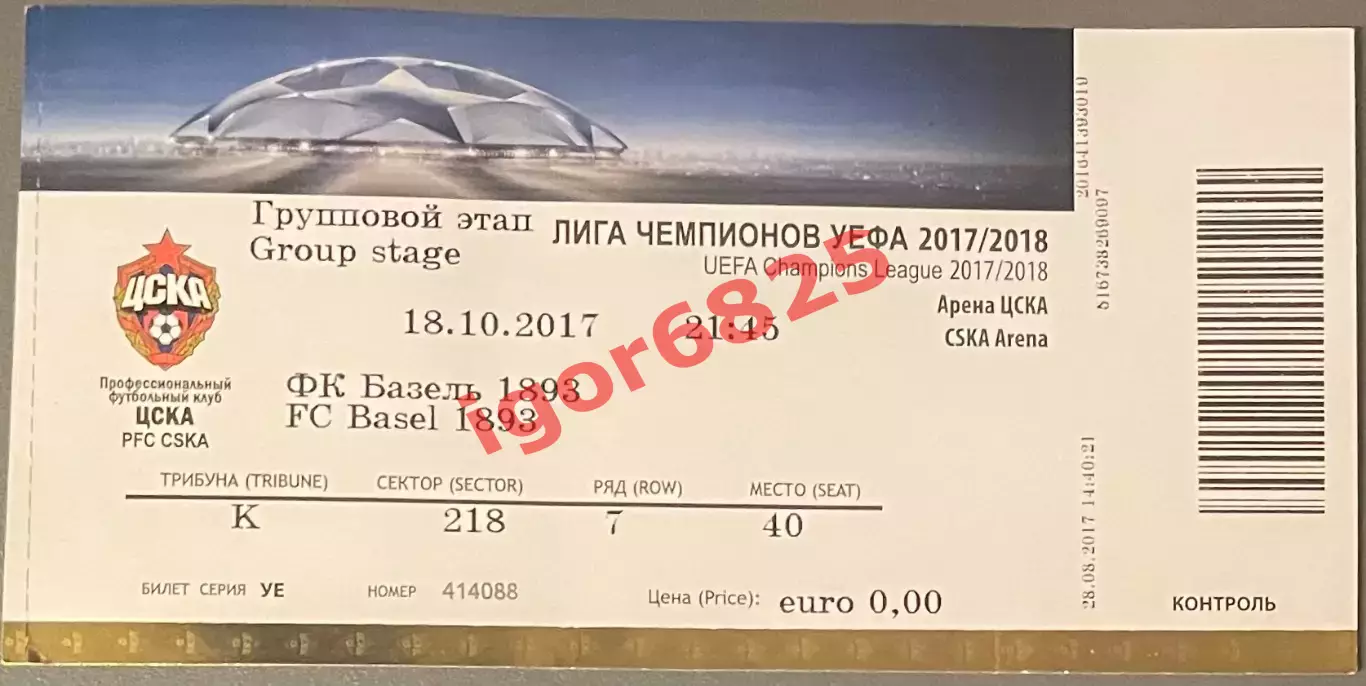 Групповой этап
Group stage
ЛИГА ЧЕМПИОНОВ УЕФА 2017/2018
UEFA Champions League 2017/2018
Арена ЦСКА
CSKA Arena
18.10.2017 21:45
ЦСКА
Профессиональный
футбольный клуб
ЦСКА
PFC CSKA
ФК Базель 1893
FC Basel 1893
igor6825
ТРИБУНА (TRIBUNE) СЕКТОР (SECTOR) РЯД (ROW) МЕСТО (SEAT)
K 218 7 40
БИЛЕТ СЕРИЯ УЕ НОМЕР 414088 Цена (Price): euro 0,00
28.08.2017 14:40:21
КОНТРОЛЬ